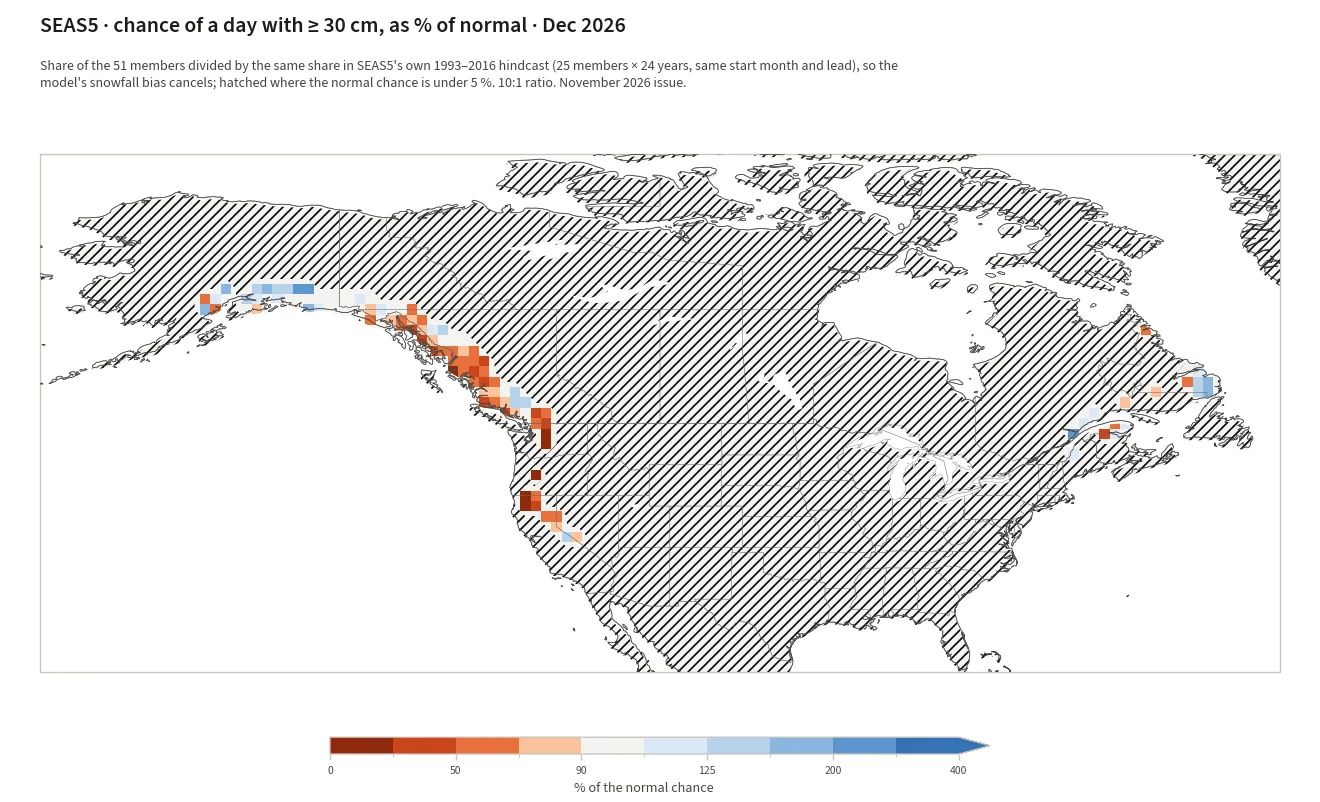 SEAS5 · chance of a day with ≥ 30 cm, as % of normal · Dec 2026
Share of the 51 members divided by the same share in SEAS5's own 1993–2016 hindcast (25 members × 24 years, same start month and lead), so the
model's snowfall bias cancels; hatched where the normal chance is under 5 %. 10:1 ratio. November 2026 issue.
0 50 90 125 200 400
% of the normal chance